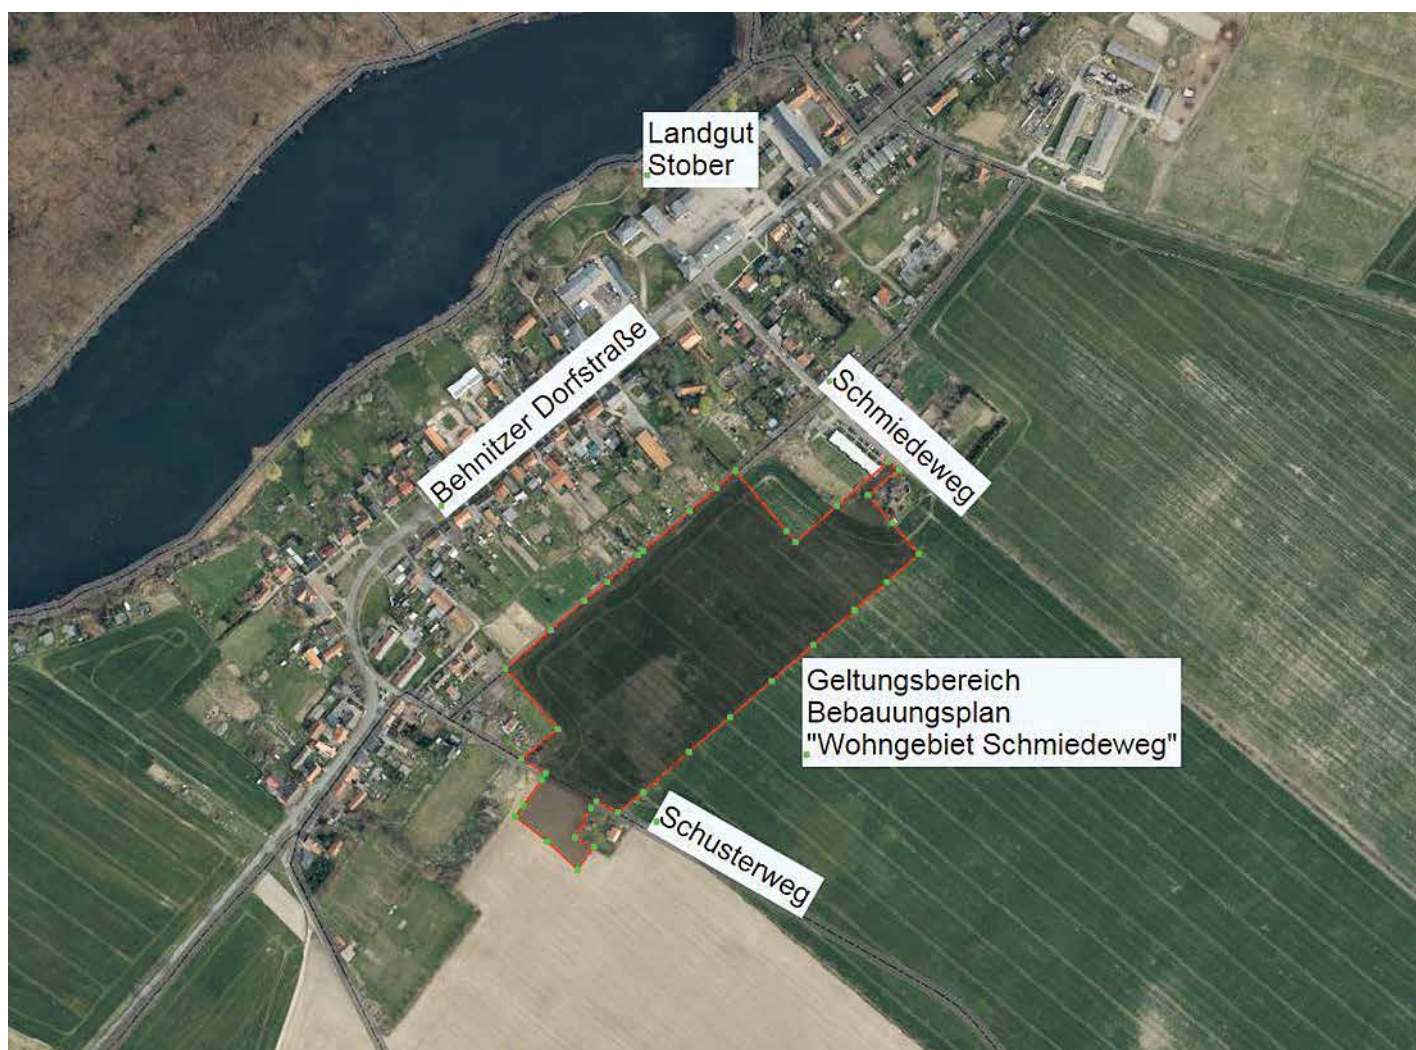 Landgut
Stober
Behnitzer Dorfstraße
Schmiedeweg
Geltungsbereich
Bebauungsplan
"Wohngebiet Schmiedeweg"
Schusterweg